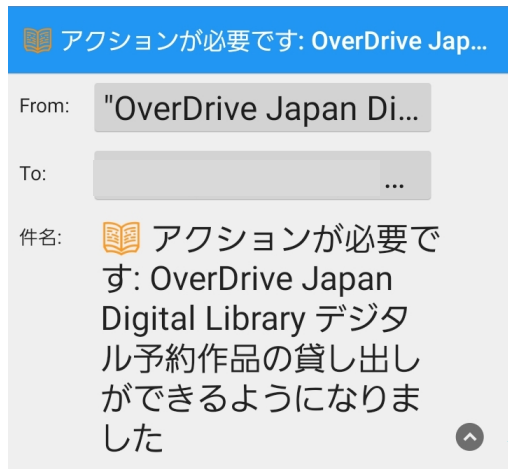 アクションが必要です: OverDrive Jap...
From: "OverDrive Japan Di...
To: ...
件名: アクションが必要で
す: OverDrive Japan
Digital Library デジタ
ル予約作品の貸し出し
ができるようになりま
した